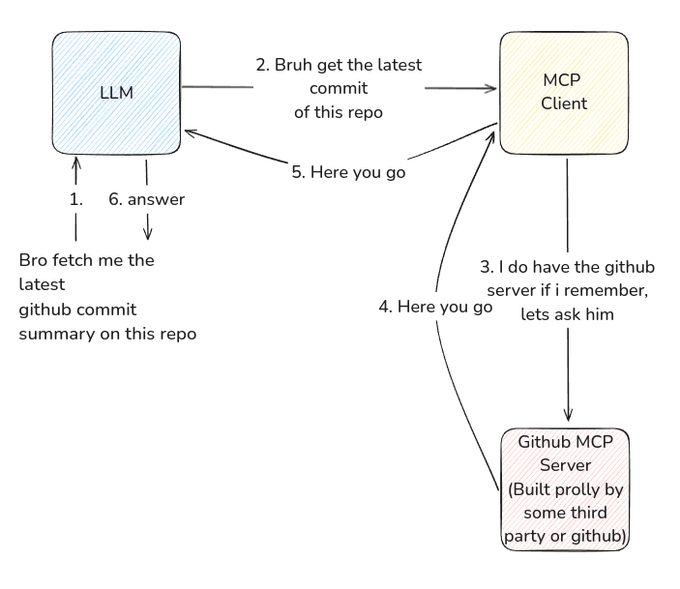 LLM
2. Bruh get the latest
commit
of this repo
MCP
Client
5. Here you go
1.
6. answer
Bro fetch me the
latest
github commit
summary on this repo
3. I do have the github
server if i remember,
lets ask him
4. Here you go
Github MCP
Server
(Built prolly by
some third
party or github)